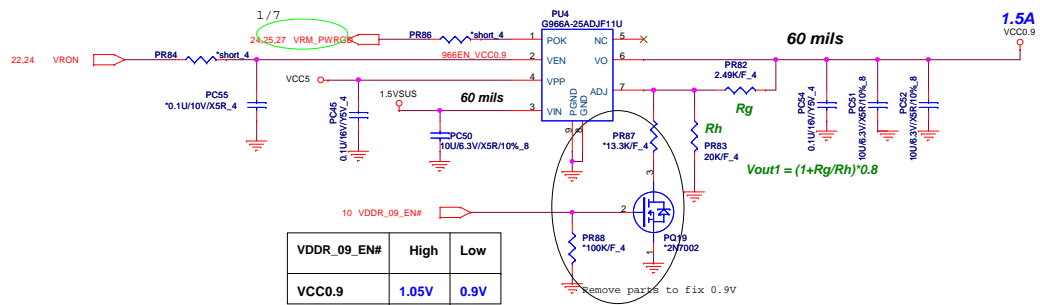 1/7
PU4
G966A-25ADJF11U
1.5A
VCC0.9
24,25,27 VRM_PWRGD
PR86 *short_4
1 POK NC 5
60 mils
22,24 VRON
PR84 *short_4
966EN_VCC0.9
2 VEN VO 6
PR82
2.49K/F_4
VCC5
4 VPP
ADJ 7
Rg
1.5VSUS
60 mils
3 VIN
PGND
GND
9
8
PC55
*0.1U/10V/X5R_4
PC45
0.1U/16V/Y5V_4
PC50
10U/6.3V/X5R/10%_8
PR87
*13.3K/F_4
Rh
PR83
20K/F_4
PC54
0.1U/16V/Y5V_4
PC51
10U/6.3V/X5R/10%_8
PC52
10U/6.3V/X5R/10%_8
Vout1 = (1+Rg/Rh)*0.8
3
10 VDDR_09_EN#
2
PQ19
*2N7002
1
PR88
*100K/F_4
VDDR_09_EN# High Low
VCC0.9 1.05V 0.9V
Remove parts to fix 0.9V